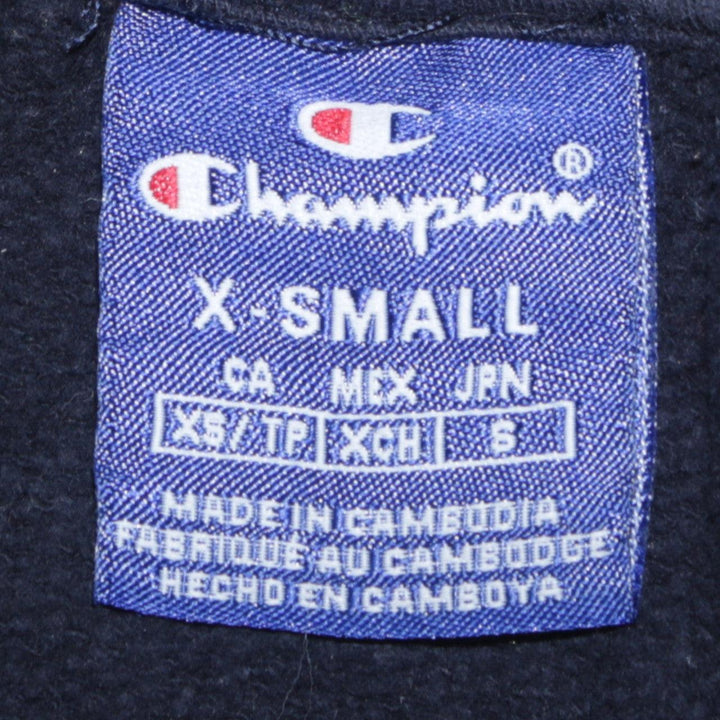 Champion®
X-SMALL
CA MEX JPN
XS/TP XCH S
MADE IN CAMBODIA
FABRIQUE AU CAMBODGE
HECHO EN CAMBOYA